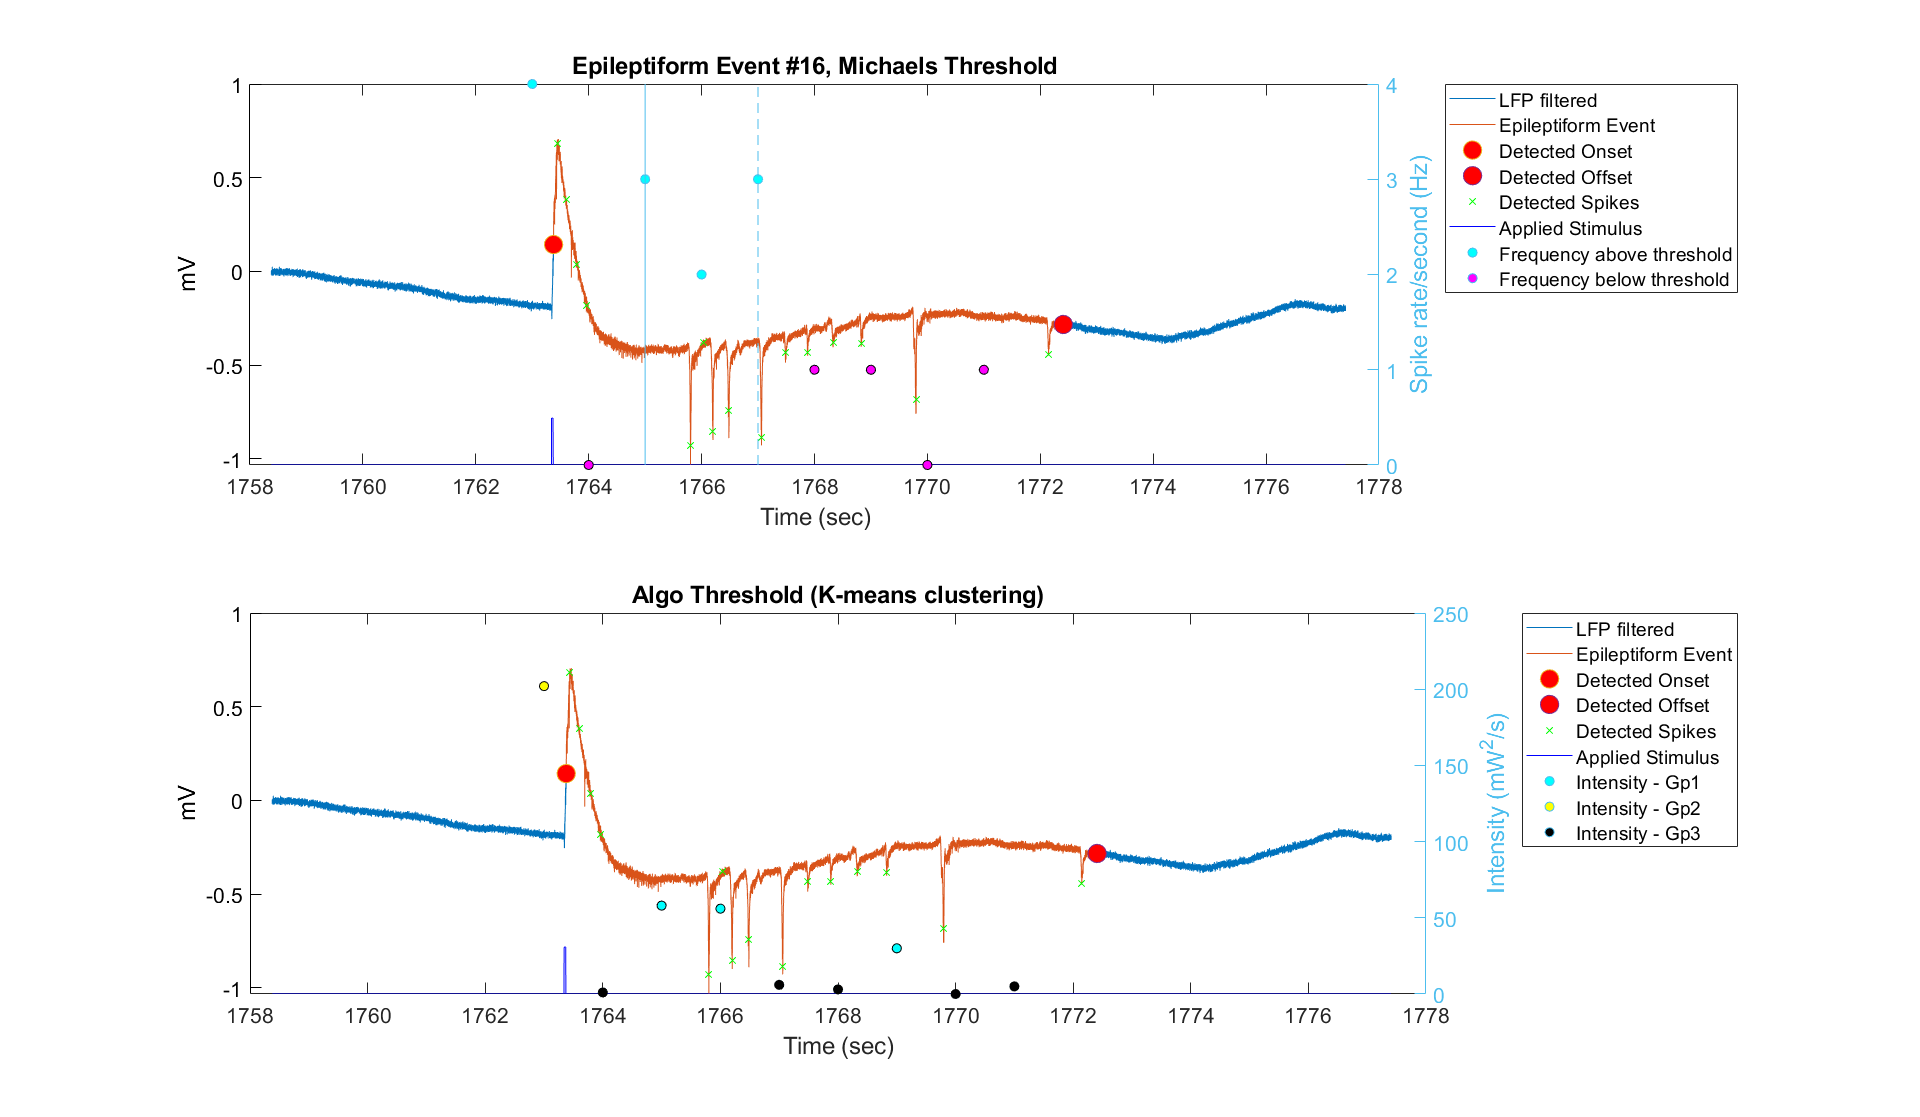 Epileptiform Event #16, Michaels Threshold
1
0.5
0
-0.5
-1
mV
4
3
2
1
0
Spike rate/second (Hz)
1758 1760 1762 1764 1766 1768 1770 1772 1774 1776 1778
Time (sec)
LFP filtered
Epileptiform Event
Detected Onset
Detected Offset
Detected Spikes
Applied Stimulus
Frequency above threshold
Frequency below threshold
Algo Threshold (K-means clustering)
1
0.5
0
-0.5
-1
mV
250
200
150
100
50
0
Intensity (mW²/s)
1758 1760 1762 1764 1766 1768 1770 1772 1774 1776 1778
Time (sec)
LFP filtered
Epileptiform Event
Detected Onset
Detected Offset
Detected Spikes
Applied Stimulus
Intensity - Gp1
Intensity - Gp2
Intensity - Gp3